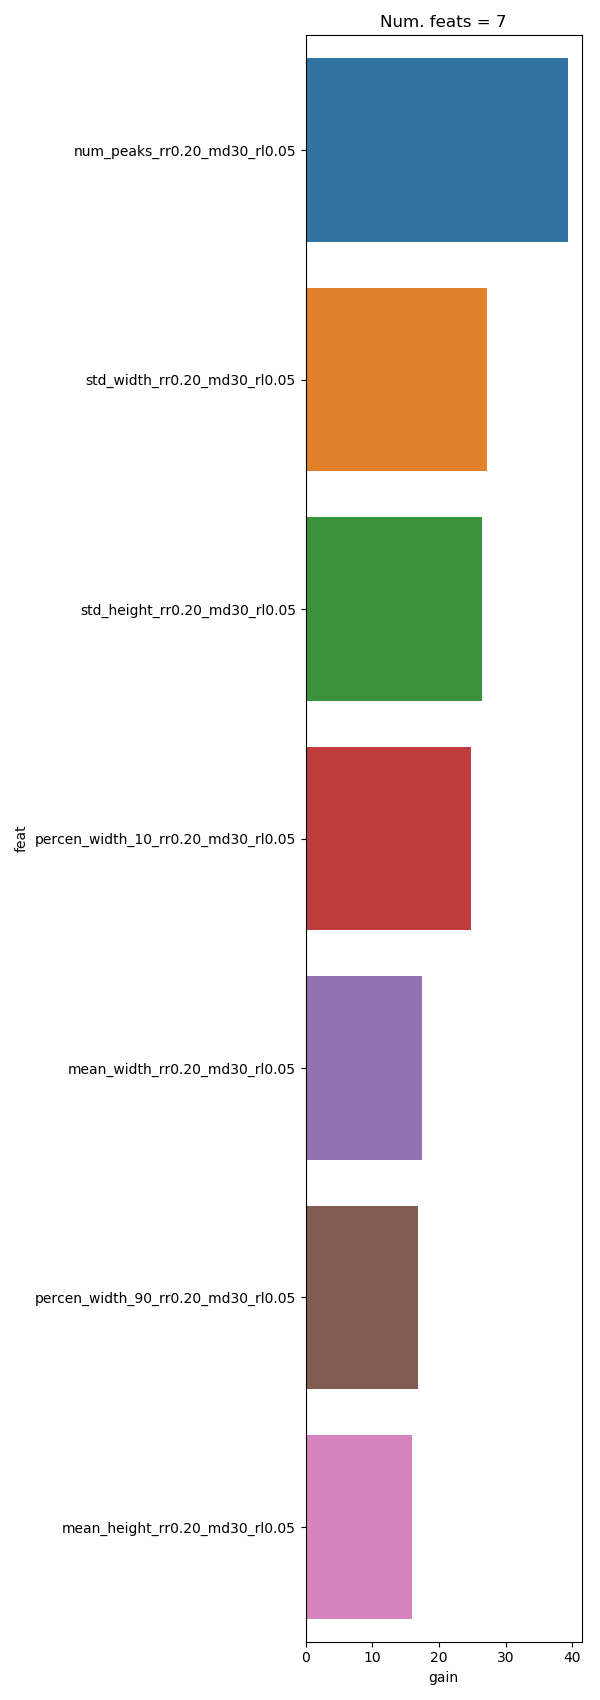 Num. feats = 7
num_peaks_rr0.20_md30_rl0.05
std_width_rr0.20_md30_rl0.05
std_height_rr0.20_md30_rl0.05
percen_width_10_rr0.20_md30_rl0.05
mean_width_rr0.20_md30_rl0.05
percen_width_90_rr0.20_md30_rl0.05
mean_height_rr0.20_md30_rl0.05
feat
0 10 20 30 40
gain